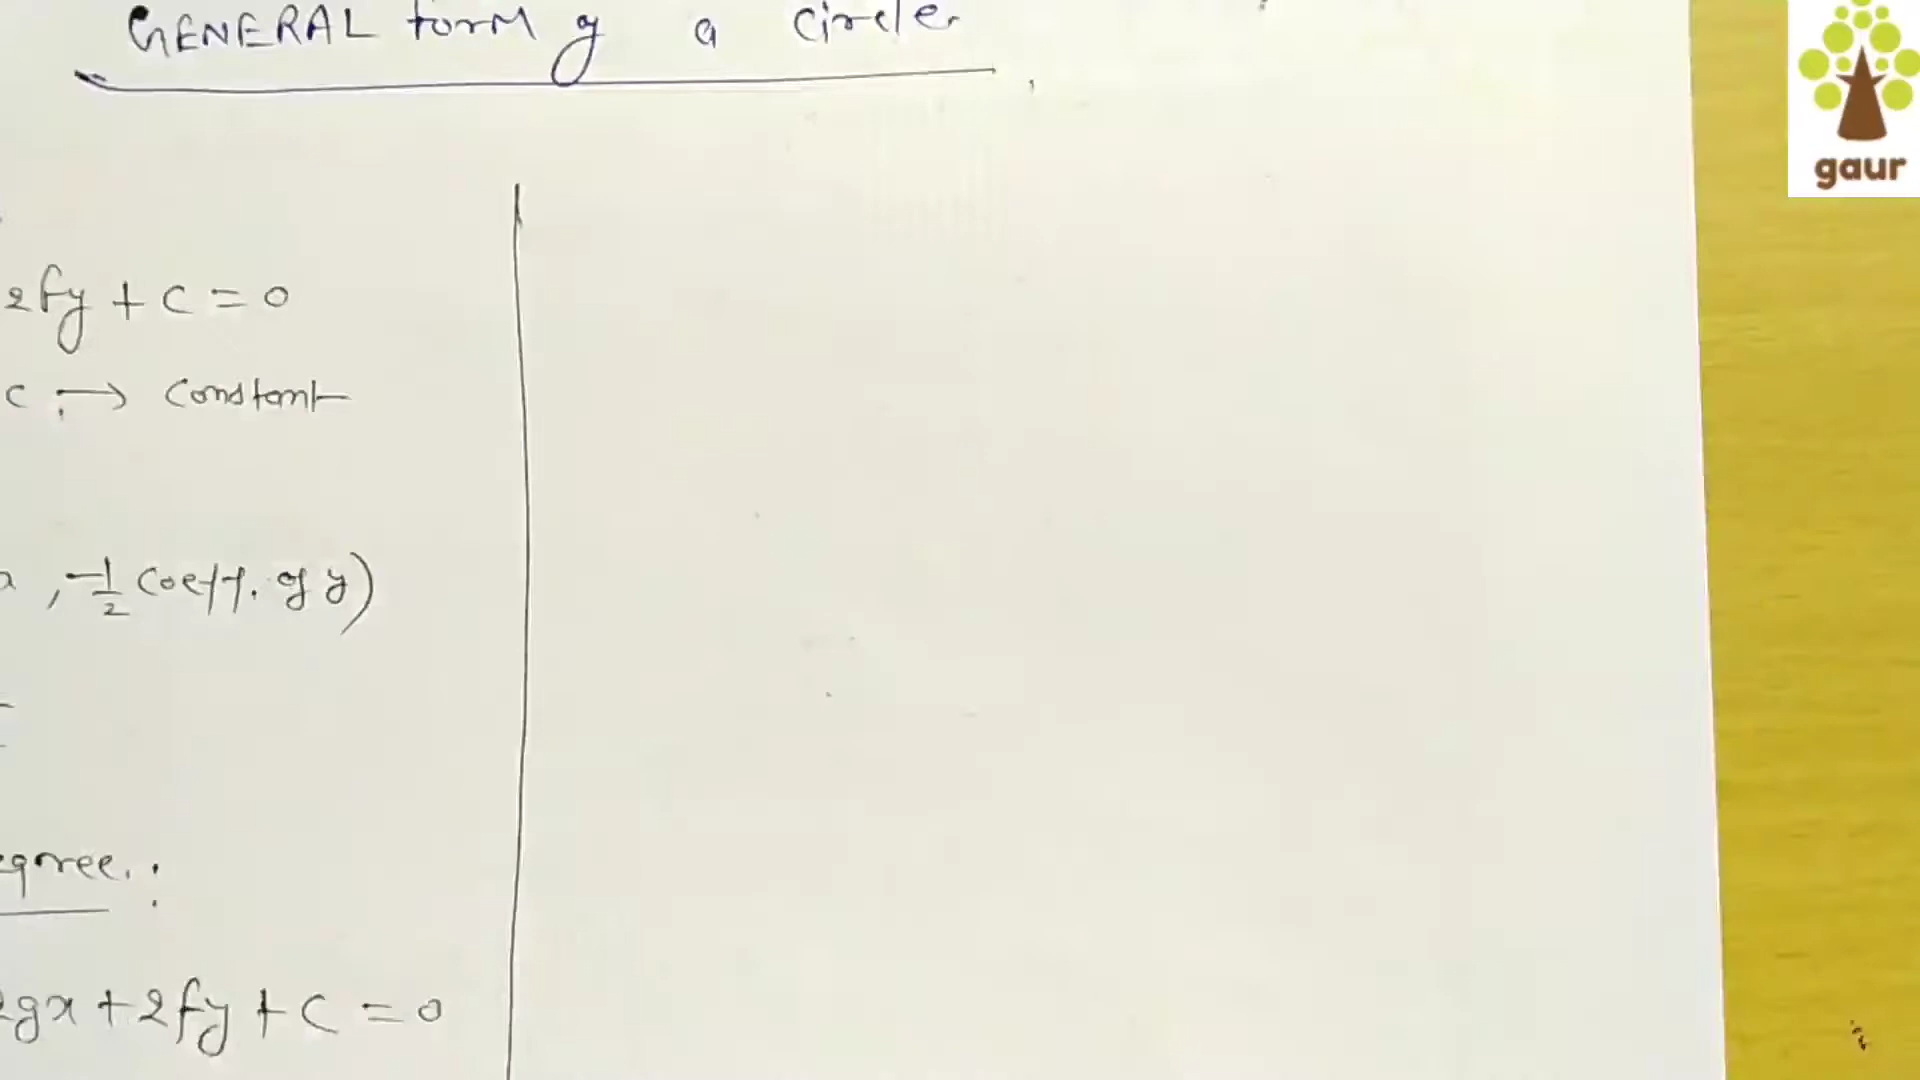 GENERAL form of a circle.
gaur
2fy + c = 0
c → constant
, -1/2 coeff. of y)
egree. :
2gx + 2fy + c = 0